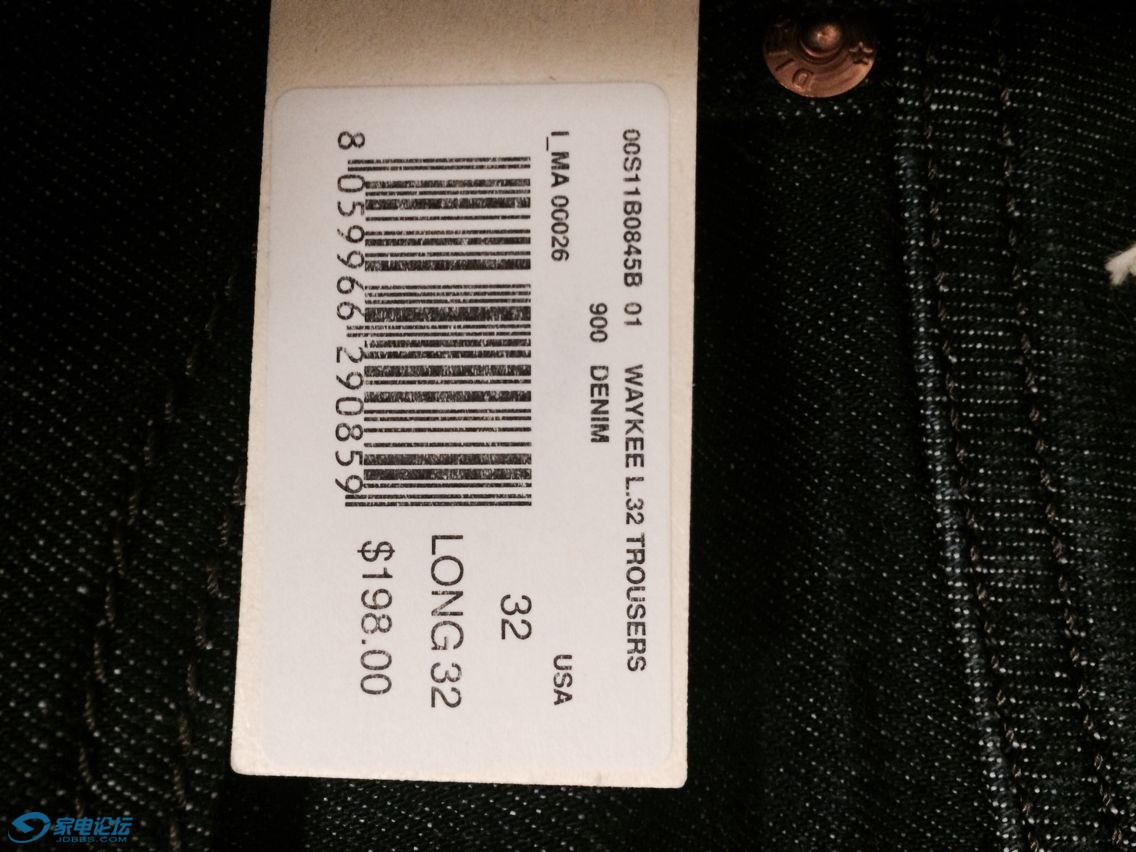 00S11B0845B 01 WAYKEE L.32 TROUSERS
900 DENIM
I_MA 00026
USA
32
LONG 32
$198.00
8 059966 290859
DI
家电论坛
JDBBS.COM